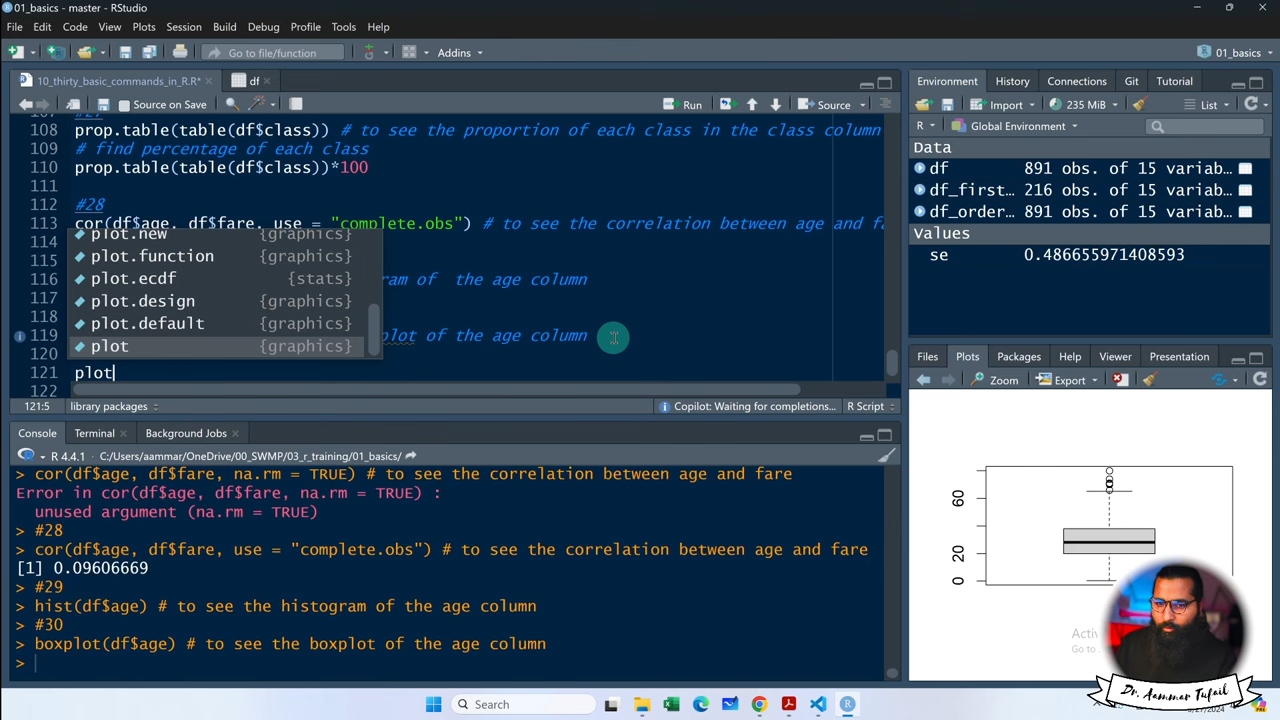 01_basics - master - RStudio
File Edit Code View Plots Session Build Debug Profile Tools Help
Go to file/function Addins 01_basics
10_thirty_basic_commands_in_R.R* df
Source on Save Run Source
108 prop.table(table(df$class)) # to see the proportion of each class in the class column
109 # find percentage of each class
110 prop.table(table(df$class))*100
111
112 #28
113 cor(df$age, df$fare, use = "complete.obs") # to see the correlation between age and fa
114 plot.new {graphics}
115 plot.function {graphics}
116 plot.ecdf {stats} ram of the age column
117 plot.design {graphics}
118 plot.default {graphics}
119 plot {graphics} plot of the age column
120
121 plot
122
121:5 library packages Copilot: Waiting for completions... R Script
Console Terminal Background Jobs
R 4.4.1 · C:/Users/aammar/OneDrive/00_SWMP/03_r_training/01_basics/
> cor(df$age, df$fare, na.rm = TRUE) # to see the correlation between age and fare
Error in cor(df$age, df$fare, na.rm = TRUE) :
unused argument (na.rm = TRUE)
> #28
> cor(df$age, df$fare, use = "complete.obs") # to see the correlation between age and fare
[1] 0.09606669
> #29
> hist(df$age) # to see the histogram of the age column
> #30
> boxplot(df$age) # to see the boxplot of the age column
>
Environment History Connections Git Tutorial
Import 235 MiB List
R Global Environment
Data
df 891 obs. of 15 variab...
df_first... 216 obs. of 15 variab...
df_order... 891 obs. of 15 variab...
Values
se 0.486655971408593
Files Plots Packages Help Viewer Presentation
Zoom Export
60
20
0
Activ
Go to
Dr. Aammar Tufail
Search